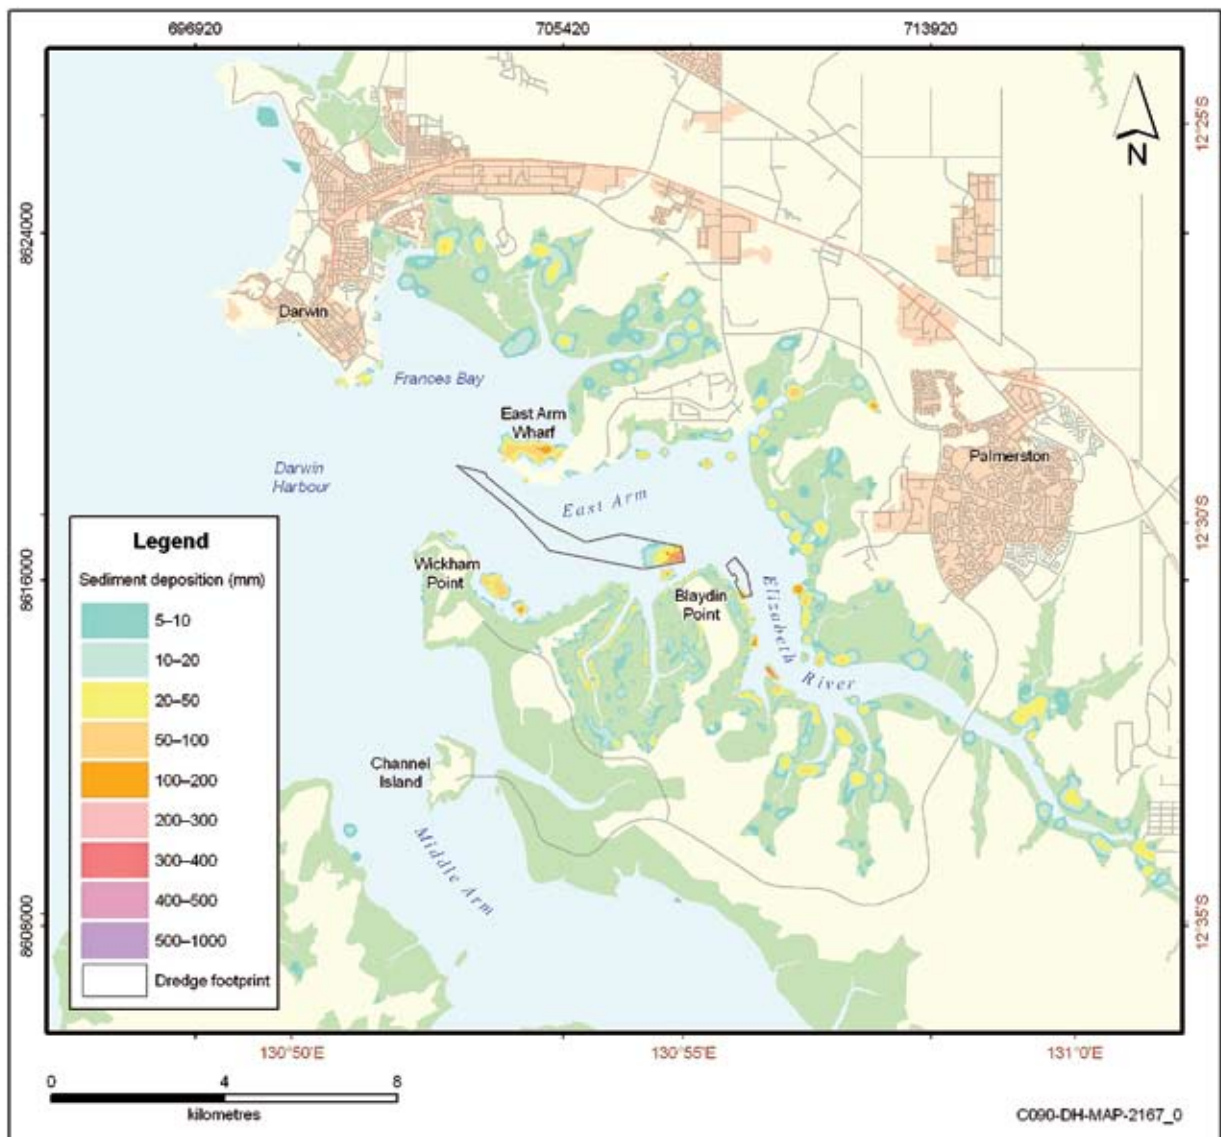 696920
705420
713920
12°25'S
N
8624000
Darwin
Frances Bay
East Arm
Wharf
Palmerston
Darwin
Harbour
East Arm
12°30'S
Legend
Sediment deposition (mm)
5–10
10–20
20–50
50–100
100–200
200–300
300–400
400–500
500–1000
Dredge footprint
Wickham
Point
8616000
Blaydin
Point
Elizabeth River
Channel
Island
Middle Arm
8608000
12°35'S
130°50'E
130°55'E
131°0'E
0
4
8
kilometres
C090-DH-MAP-2167_0